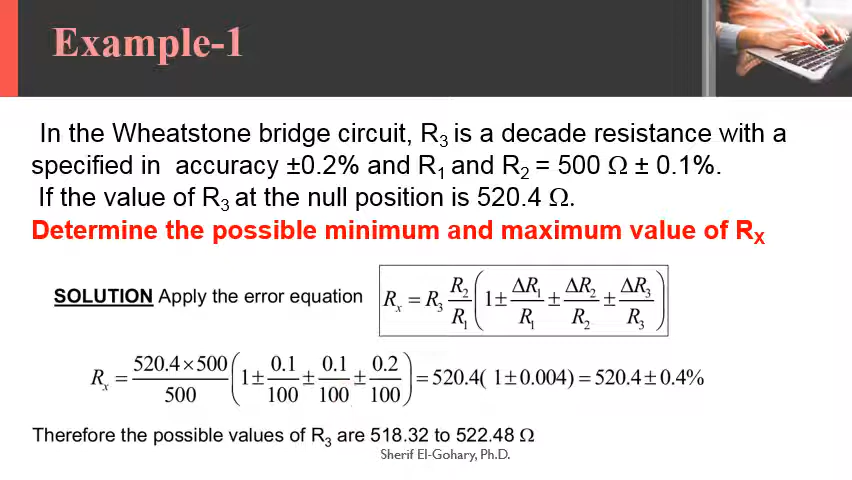 Example-1
In the Wheatstone bridge circuit, R₃ is a decade resistance with a
specified in accuracy ±0.2% and R₁ and R₂ = 500 Ω ± 0.1%.
If the value of R₃ at the null position is 520.4 Ω.
Determine the possible minimum and maximum value of Rₓ
SOLUTION Apply the error equation Rₓ = R₃ R₂/R₁ (1 ± ΔR₁/R₁ ± ΔR₂/R₂ ± ΔR₃/R₃)
Rₓ = 520.4×500/500 (1 ± 0.1/100 ± 0.1/100 ± 0.2/100) = 520.4( 1±0.004) = 520.4±0.4%
Therefore the possible values of R₃ are 518.32 to 522.48 Ω
Sherif El-Gohary, Ph.D.